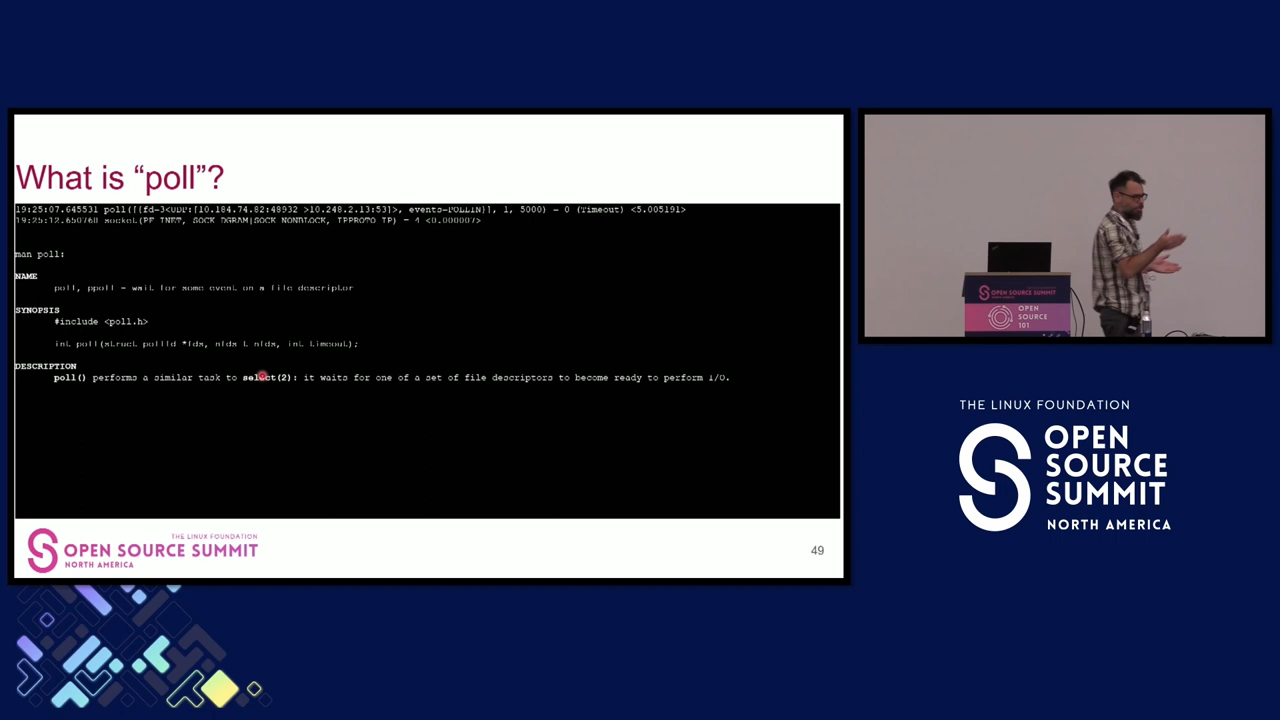 What is “poll”?
19:25:07.645531 poll([{fd=3<UDP:[10.184.74.82:48932->10.248.2.13:53]>, events=POLLIN}], 1, 5000) = 0 (Timeout) <5.005191>
19:25:12.650760 socket(PF_INET, SOCK_DGRAM|SOCK_NONBLOCK, IPPROTO_IP) = 4 <0.000007>
man poll:
NAME
poll, ppoll - wait for some event on a file descriptor
SYNOPSIS
#include <poll.h>
int poll(struct pollfd *fds, nfds_t nfds, int timeout);
DESCRIPTION
poll() performs a similar task to select(2): it waits for one of a set of file descriptors to become ready to perform I/O.
THE LINUX FOUNDATION
OPEN SOURCE SUMMIT
NORTH AMERICA
49
OPEN SOURCE SUMMIT
OPEN
SOURCE
101
THE LINUX FOUNDATION
OPEN
SOURCE
SUMMIT
NORTH AMERICA